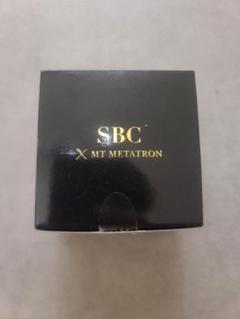 SBC
× MT METATRON